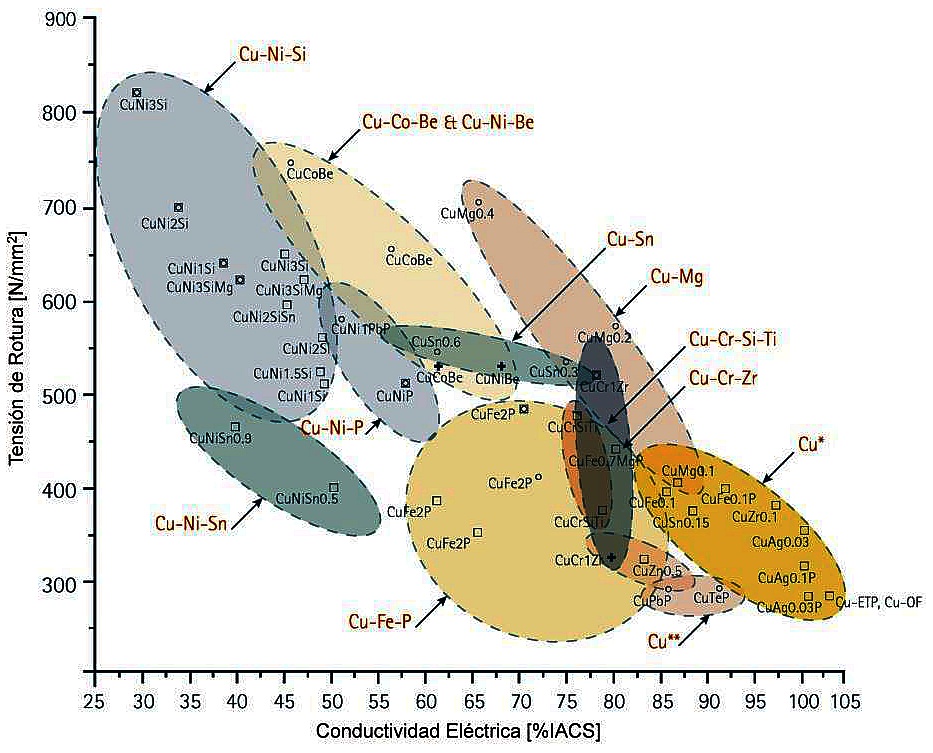 900
Cu-Ni-Si
800
CuNi3Si
Cu-Co-Be & Cu-Ni-Be
CuCoBe
700
CuNi2Si
CuMg0.4
CuCoBe
Cu-Sn
CuNi1Si
CuNi3Si
CuNi3SiMg
CuNi3SiMg
Cu-Mg
600
CuNi2SiSn
CuNi1PbP
CuNi2Si
CuSn0.6
CuMg0.2
Cu-Cr-Si-Ti
CuNi1.5Si
CuCoBe
CuNiBe
CuSn0.3
CuCr1Zr
Cu-Cr-Zr
500
CuNi1Si
CuNiP
CuFe2P
CuCrSiTi
Cu-Ni-P
CuNiSn0.9
CuFe0.7MgP
Cu*
CuMg0.1
400
CuNiSn0.5
CuFe2P
CuFe2P
CuFe0.1
CuFe0.1P
CuZr0.1
Cu-Ni-Sn
CuFe2P
CuCrSiTi
CuSn0.15
CuAg0.03
CuCr1Zr
CuZn0.5
CuAg0.1P
300
CuPbP
CuTeP
CuAg0.03P
Cu-ETP, Cu-OF
Cu-Fe-P
Cu**
Tensión de Rotura [N/mm²]
25 30 35 40 45 50 55 60 65 70 75 80 85 90 95 100 105
Conductividad Eléctrica [%IACS]